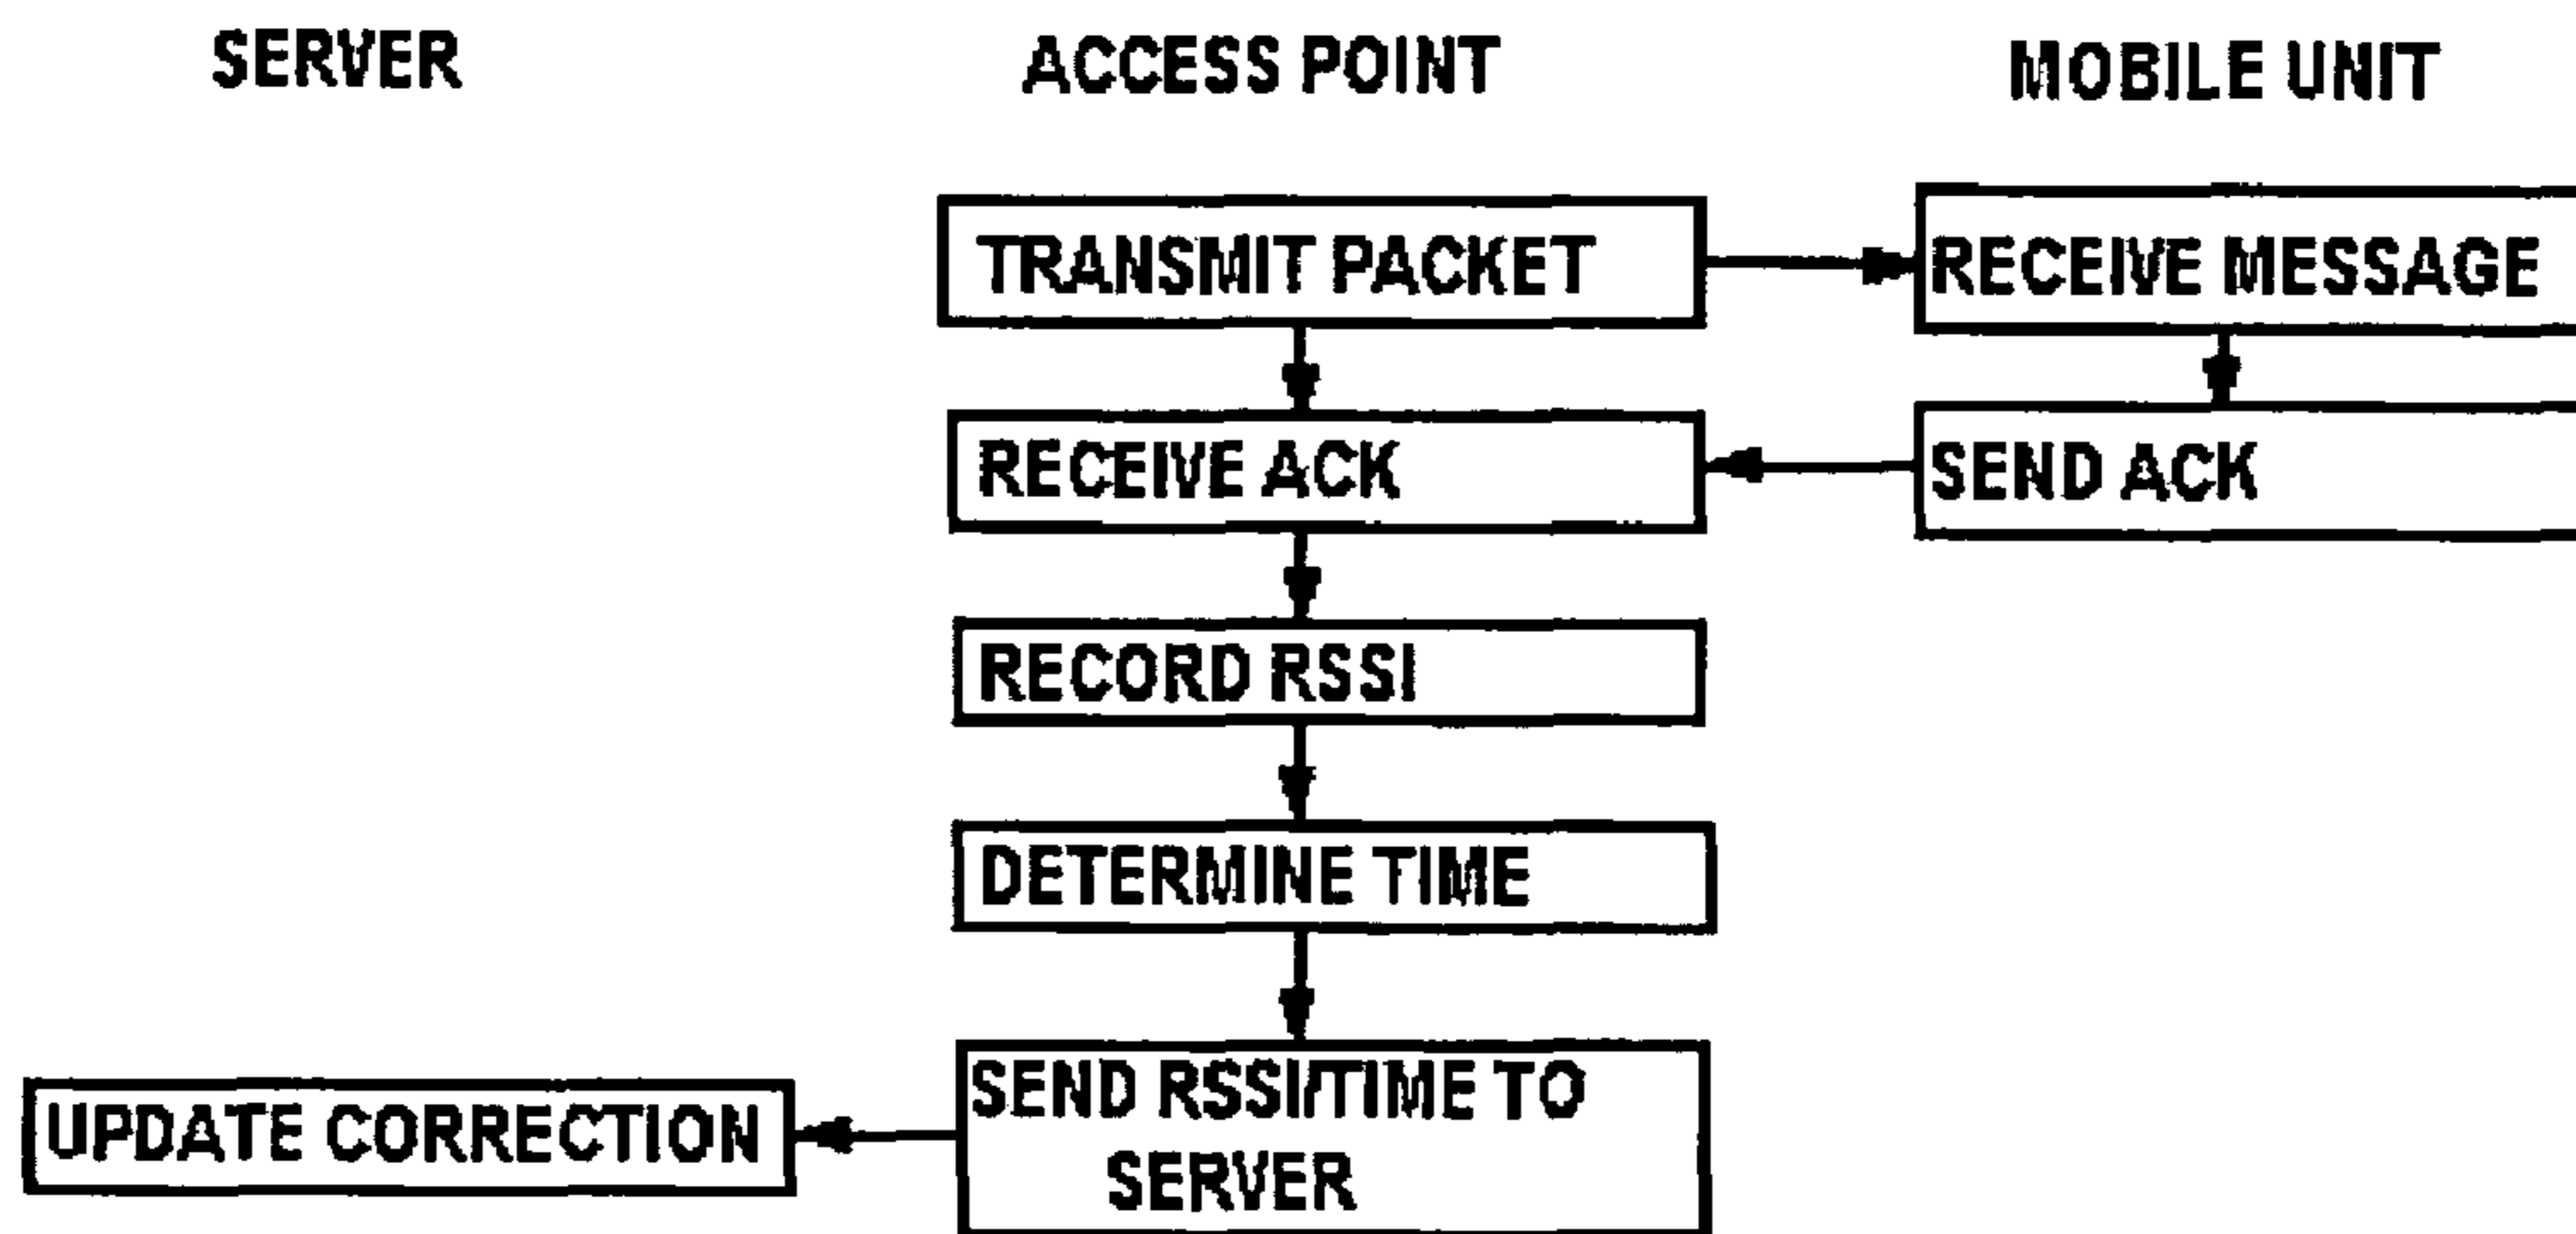 SERVER
ACCESS POINT
MOBILE UNIT
TRANSMIT PACKET
RECEIVE MESSAGE
RECEIVE ACK
SEND ACK
RECORD RSSI
DETERMINE TIME
SEND RSSI/TIME TO
SERVER
UPDATE CORRECTION